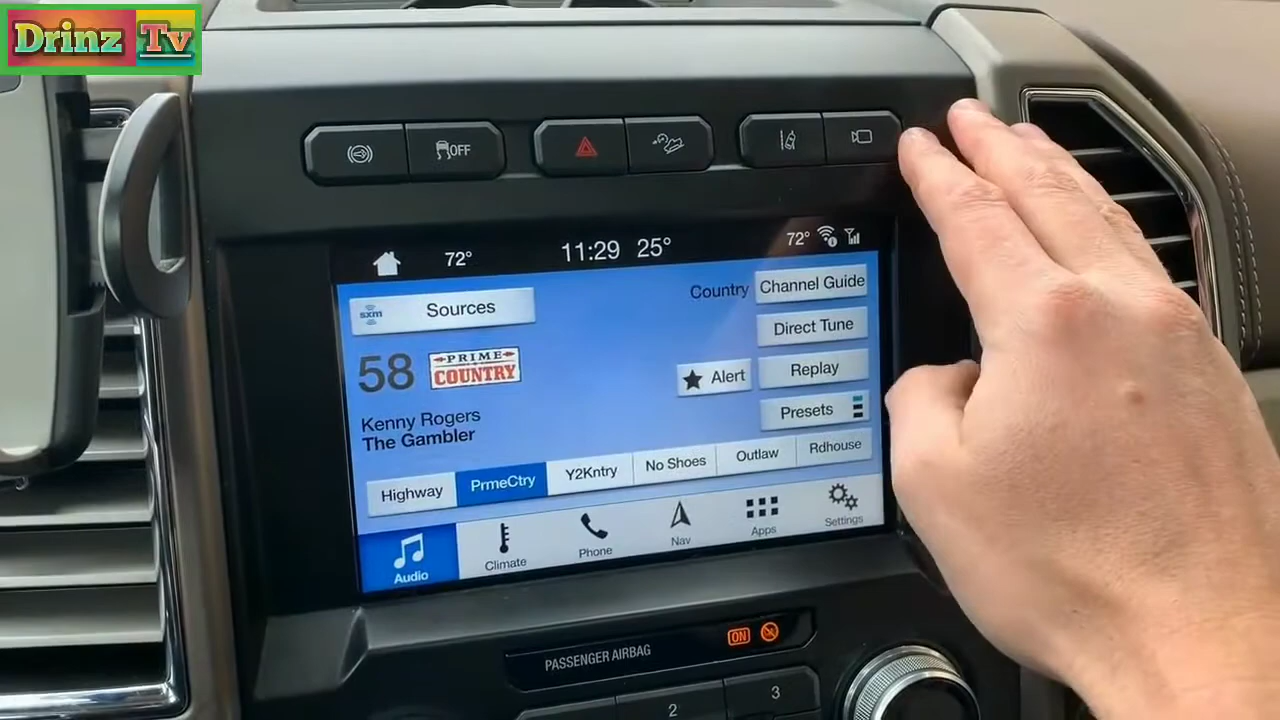 Drinz Tv
OFF
72° 11:29 25° 72°
sxm Sources
Country Channel Guide
Direct Tune
58 PRIME COUNTRY
Alert Replay
Presets
Kenny Rogers
The Gambler
Highway PrmeCtry Y2Kntry No Shoes Outlaw Rdhouse
Audio Climate Phone Nav Apps Settings
PASSENGER AIRBAG ON
2 3